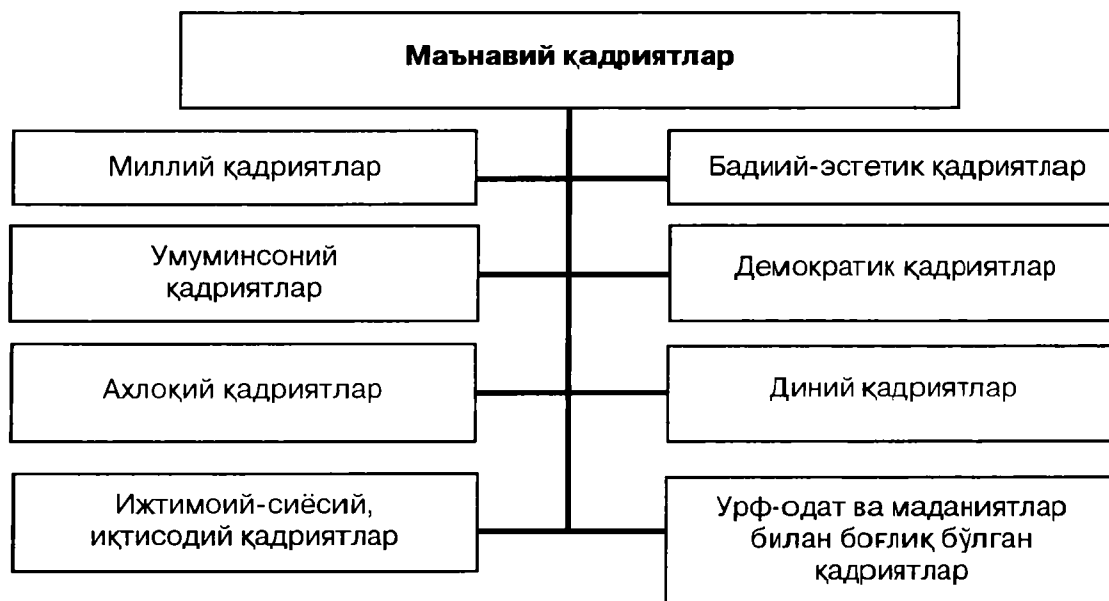 Маънавий қадриятлар
Миллий қадриятлар
Бадиий-эстетик қадриятлар
Умуминсоний
қадриятлар
Демократик қадриятлар
Ахлоқий қадриятлар
Диний қадриятлар
Ижтимоий-сиёсий,
иқтисодий қадриятлар
Урф-одат ва маданиятлар
билан боғлиқ бўлган
қадриятлар